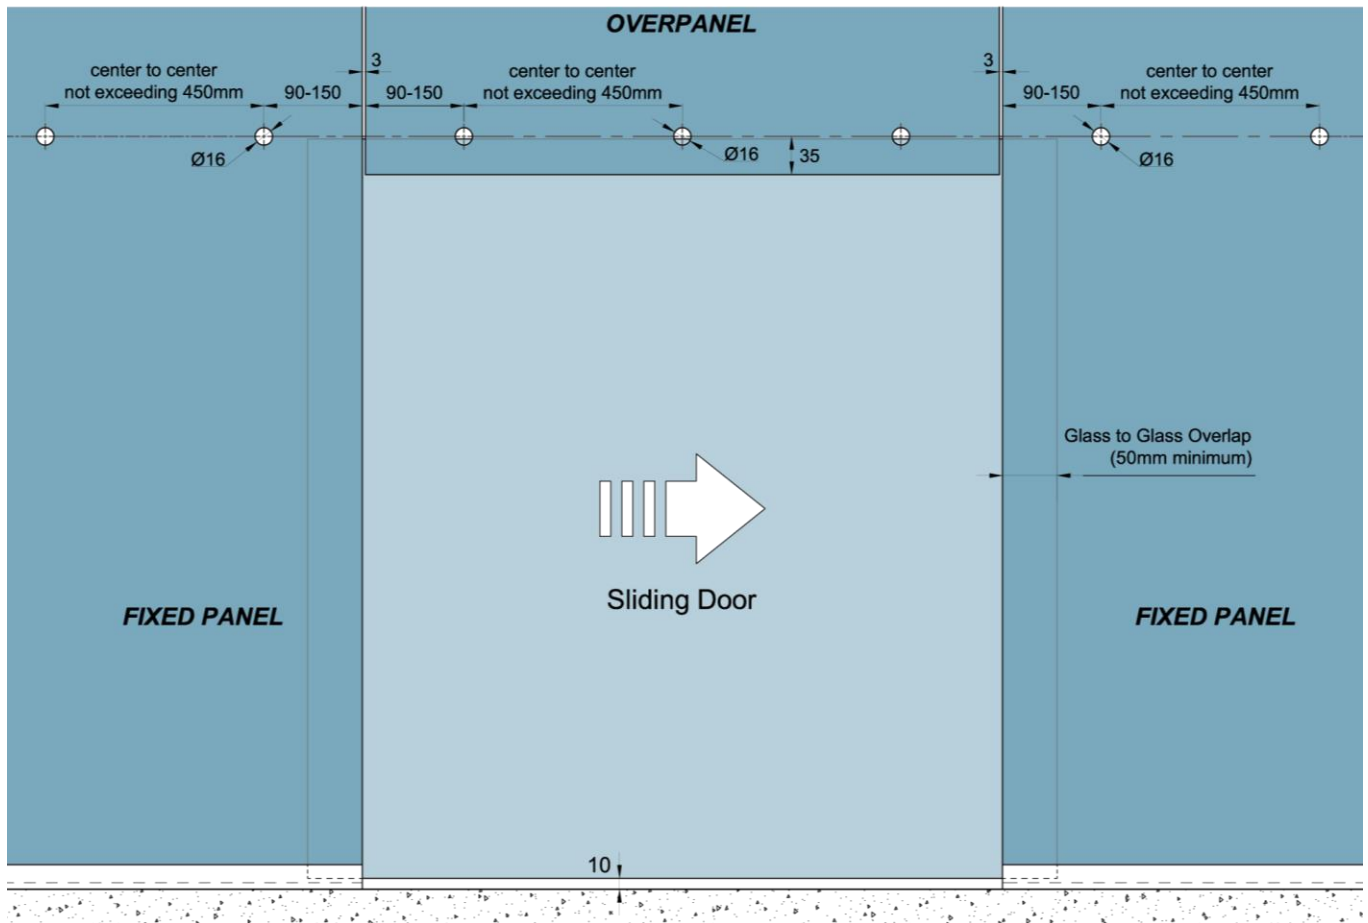 OVERPANEL
3
3
center to center
not exceeding 450mm
90-150
90-150
center to center
not exceeding 450mm
90-150
center to center
not exceeding 450mm
Ø16
Ø16
35
Ø16
Glass to Glass Overlap
(50mm minimum)
Sliding Door
FIXED PANEL
FIXED PANEL
10